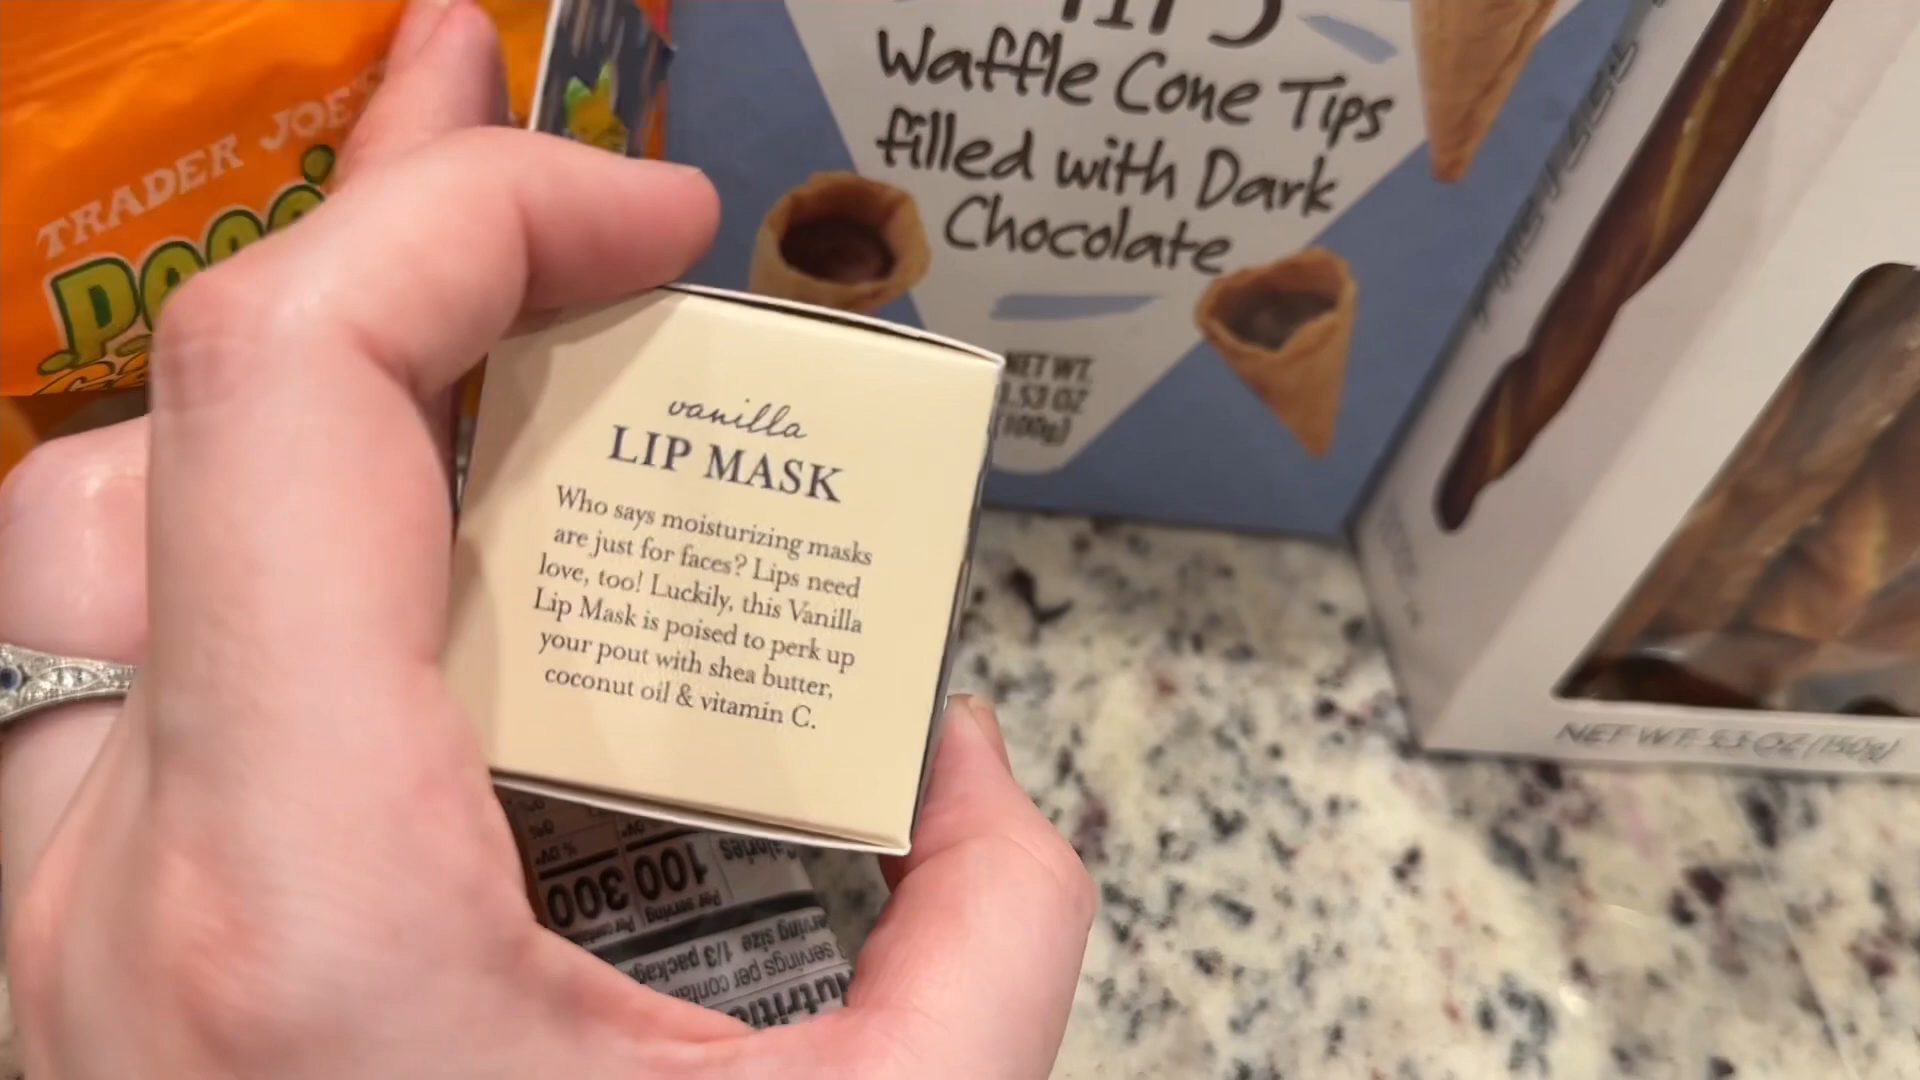 TRADER JOE'S
Waffle Cone Tips
filled with Dark
Chocolate
NET WT.
3.53 OZ
(100g)
vanilla
LIP MASK
Who says moisturizing masks
are just for faces? Lips need
love, too! Luckily, this Vanilla
Lip Mask is poised to perk up
your pout with shea butter,
coconut oil & vitamin C.
NET WT. 5.3 OZ (150g)
% DV*
Calories
100 300
Per serving
serving size 1/3 package
servings per